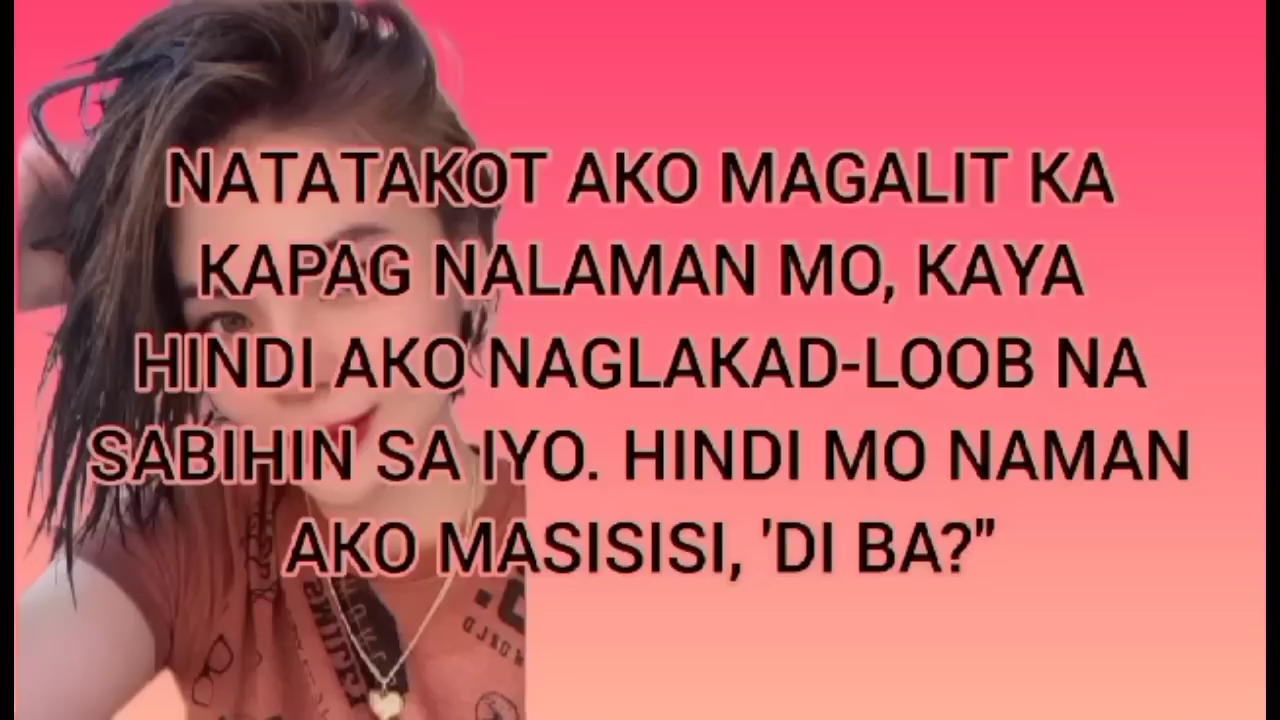 NATATAKOT AKO MAGALIT KA
KAPAG NALAMAN MO, KAYA
HINDI AKO NAGLAKAD-LOOB NA
SABIHIN SA IYO. HINDI MO NAMAN
AKO MASISISI, 'DI BA?"